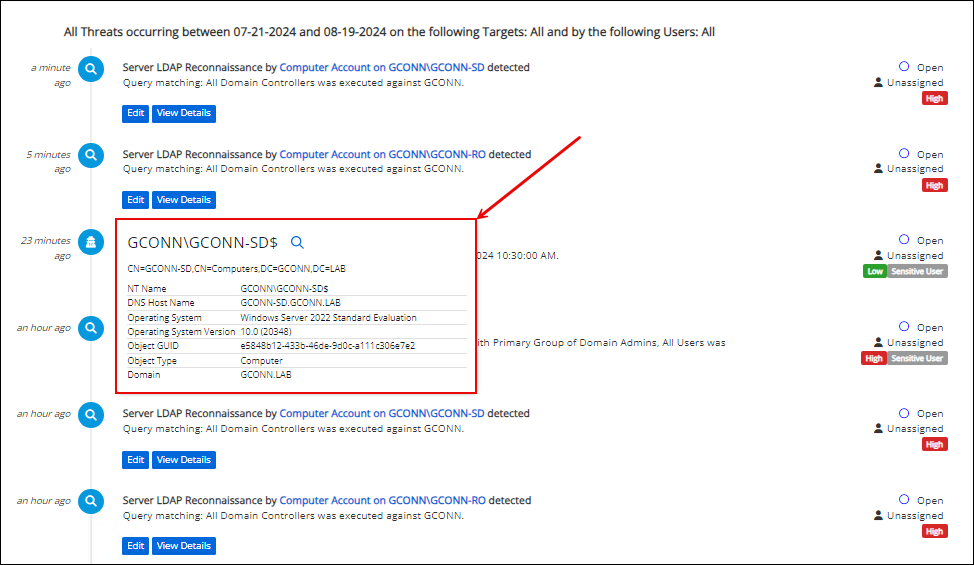 All Threats occurring between 07-21-2024 and 08-19-2024 on the following Targets: All and by the following Users: All
a minute ago
Server LDAP Reconnaissance by Computer Account on GCONN\GCONN-SD detected
Query matching: All Domain Controllers was executed against GCONN.
Edit View Details
Open
Unassigned
High
5 minutes ago
Server LDAP Reconnaissance by Computer Account on GCONN\GCONN-RO detected
Query matching: All Domain Controllers was executed against GCONN.
Edit View Details
Open
Unassigned
High
23 minutes ago
GCONN\GCONN-SD$
CN=GCONN-SD,CN=Computers,DC=GCONN,DC=LAB
NT Name GCONN\GCONN-SD$
DNS Host Name GCONN-SD.GCONN.LAB
Operating System Windows Server 2022 Standard Evaluation
Operating System Version 10.0 (20348)
Object GUID e5848b12-433b-46de-9d0c-a111c306e7e2
Object Type Computer
Domain GCONN.LAB
024 10:30:00 AM.
Open
Unassigned
Low Sensitive User
an hour ago
ith Primary Group of Domain Admins, All Users was
Open
Unassigned
High Sensitive User
an hour ago
Server LDAP Reconnaissance by Computer Account on GCONN\GCONN-SD detected
Query matching: All Domain Controllers was executed against GCONN.
Edit View Details
Open
Unassigned
High
an hour ago
Server LDAP Reconnaissance by Computer Account on GCONN\GCONN-RO detected
Query matching: All Domain Controllers was executed against GCONN.
Edit View Details
Open
Unassigned
High